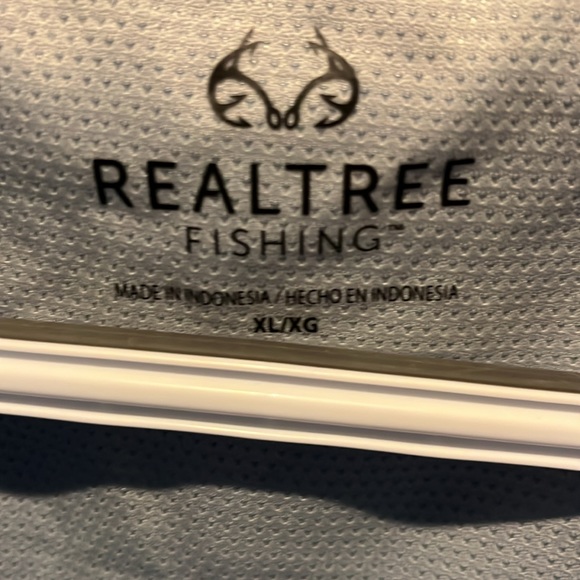 REALTREE
FISHING™
MADE IN INDONESIA / HECHO EN INDONESIA
XL/XG